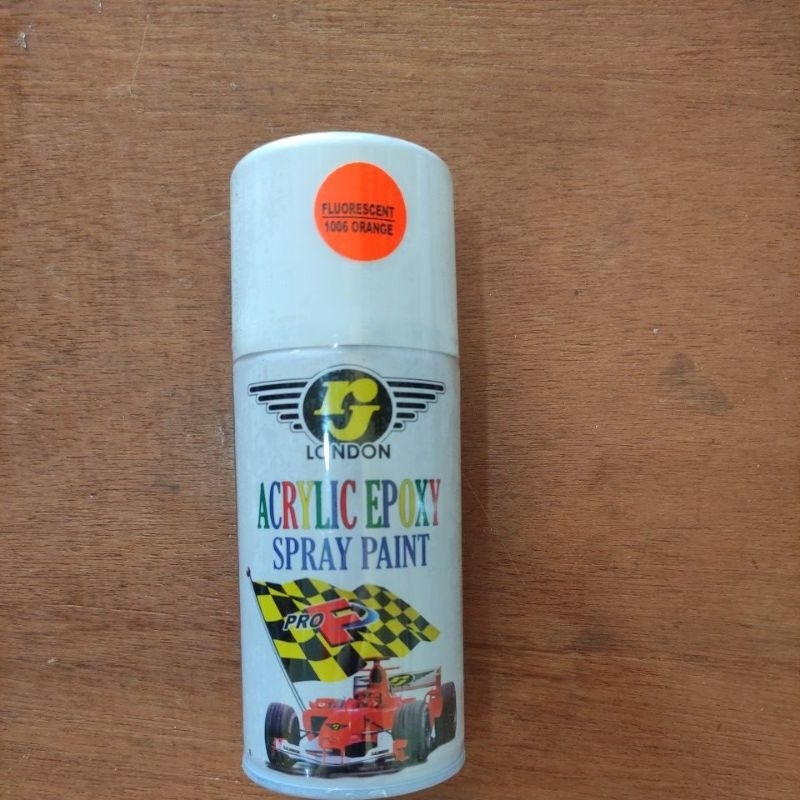 FLUORESCENT
1006 ORANGE
rj
LONDON
ACRYLIC EPOXY
SPRAY PAINT
PRO